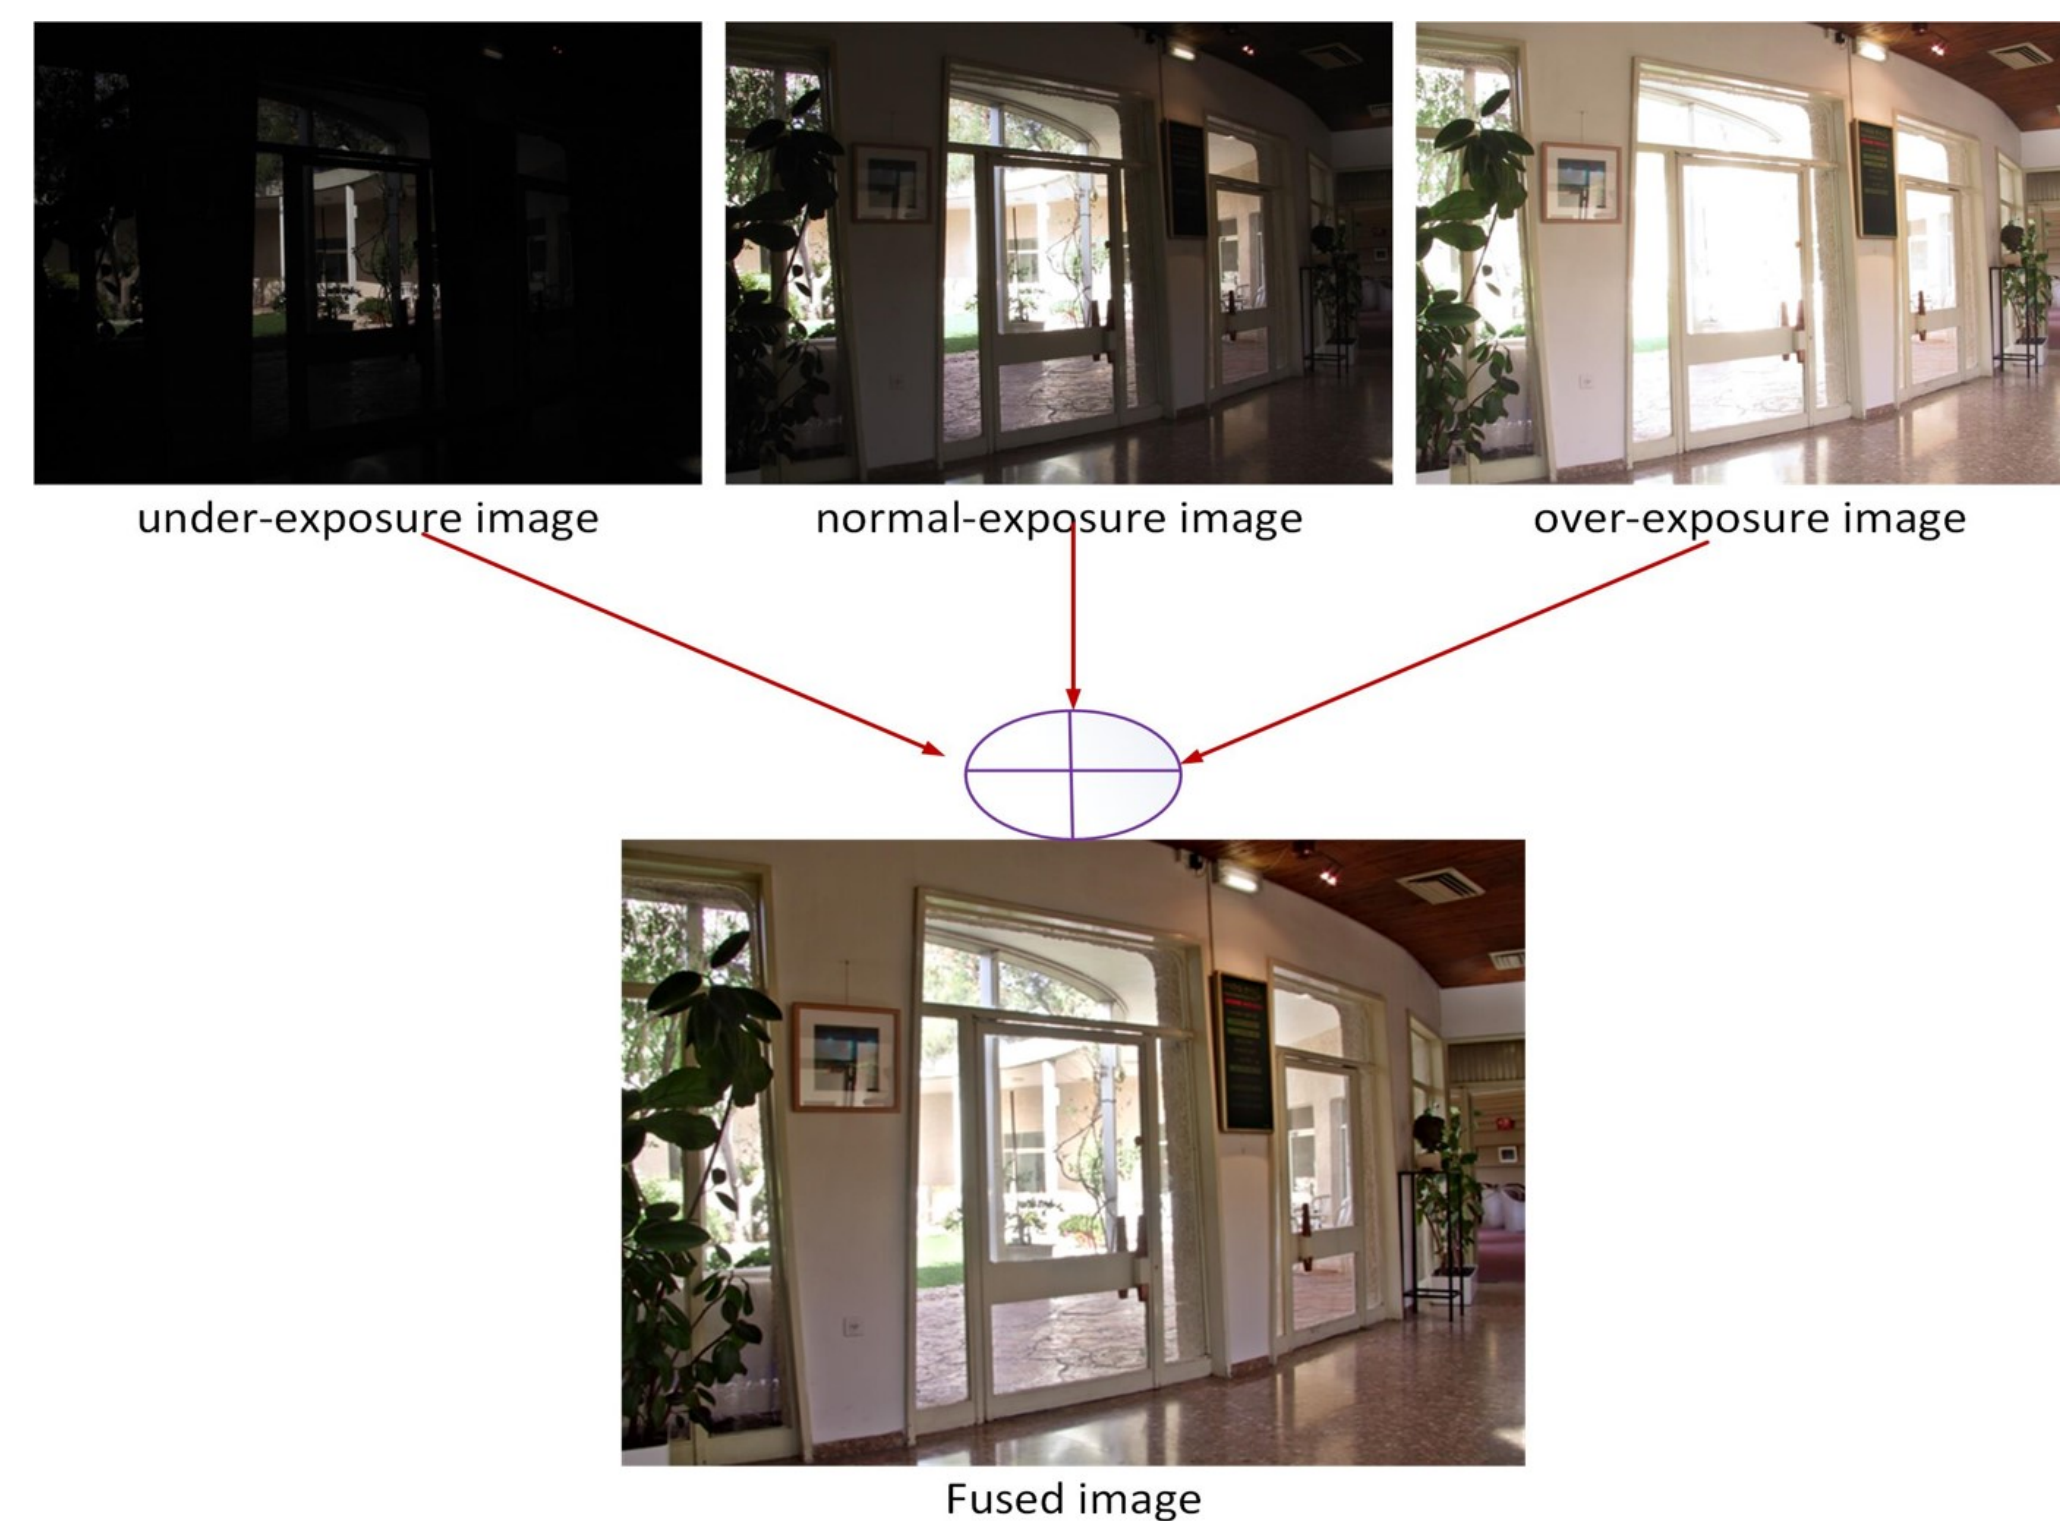 under-exposure image
normal-exposure image
over-exposure image
Fused image